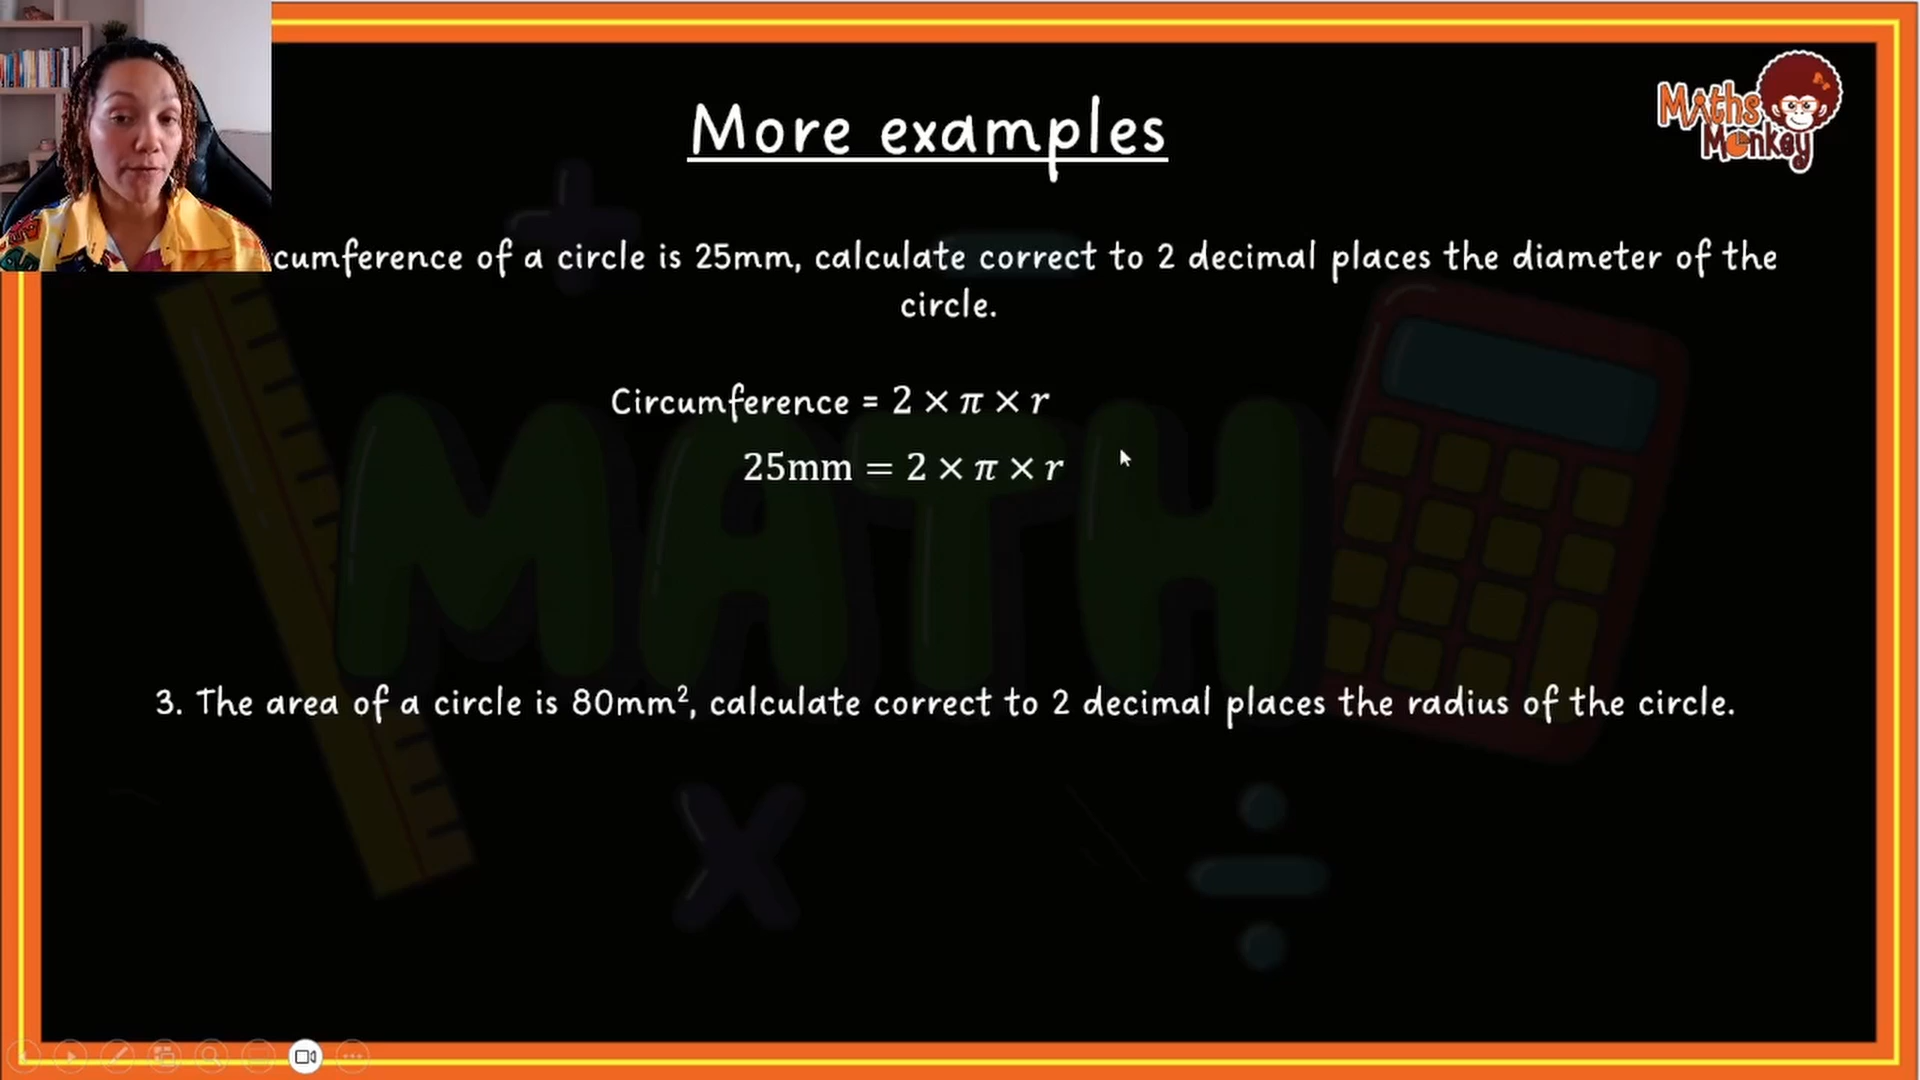 More examples
Maths
Monkey
cumference of a circle is 25mm, calculate correct to 2 decimal places the diameter of the
circle.
Circumference = 2 × π × r
25mm = 2 × π × r
MATH
3. The area of a circle is 80mm², calculate correct to 2 decimal places the radius of the circle.